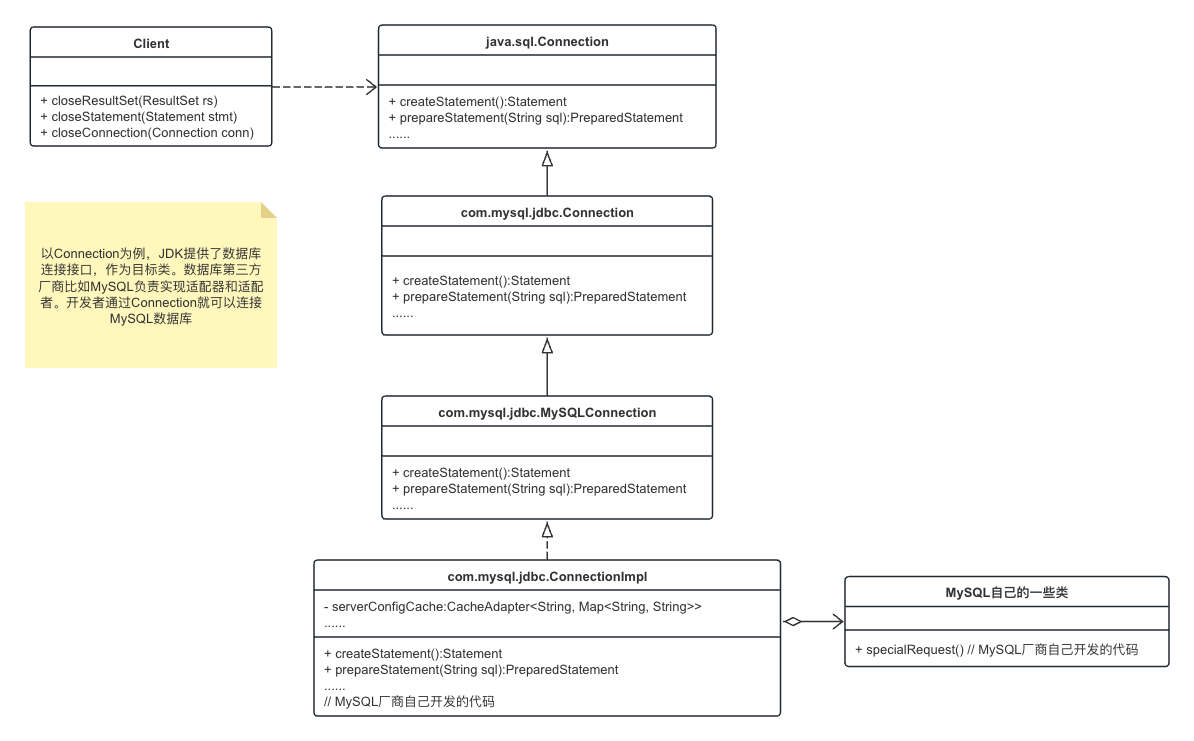 Client
+ closeResultSet(ResultSet rs)
+ closeStatement(Statement stmt)
+ closeConnection(Connection conn)
java.sql.Connection
+ createStatement():Statement
+ prepareStatement(String sql):PreparedStatement
......
以Connection为例，JDK提供了数据库
连接接口，作为目标类。数据库第三方
厂商比如MySQL负责实现适配器和适配
者。开发者通过Connection就可以连接
MySQL数据库
com.mysql.jdbc.Connection
+ createStatement():Statement
+ prepareStatement(String sql):PreparedStatement
......
com.mysql.jdbc.MySQLConnection
+ createStatement():Statement
+ prepareStatement(String sql):PreparedStatement
......
com.mysql.jdbc.ConnectionImpl
- serverConfigCache:CacheAdapter<String, Map<String, String>>
......
+ createStatement():Statement
+ prepareStatement(String sql):PreparedStatement
......
// MySQL厂商自己开发的代码
MySQL自己的一些类
+ specialRequest() // MySQL厂商自己开发的代码